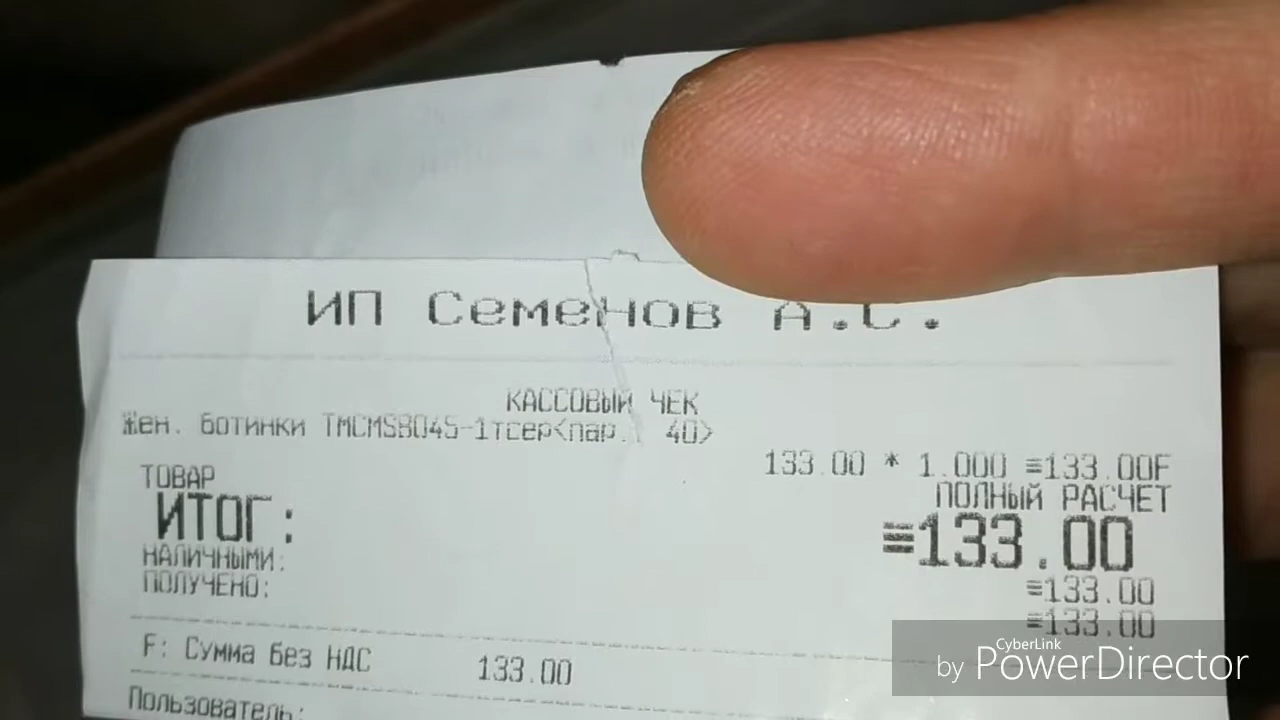 ИП Семенов А.С.
КАССОВЫЙ ЧЕК
Жен. ботинки TMCMSB045-1тсер<пар., 40>
133.00 * 1.000 =133.00F
ТОВАР
ПОЛНЫЙ РАСЧЕТ
ИТОГ: =133.00
НАЛИЧНЫМИ: =133.00
ПОЛУЧЕНО: =133.00
F: Сумма без НДС 133.00
Пользователь:
CyberLink
by PowerDirector